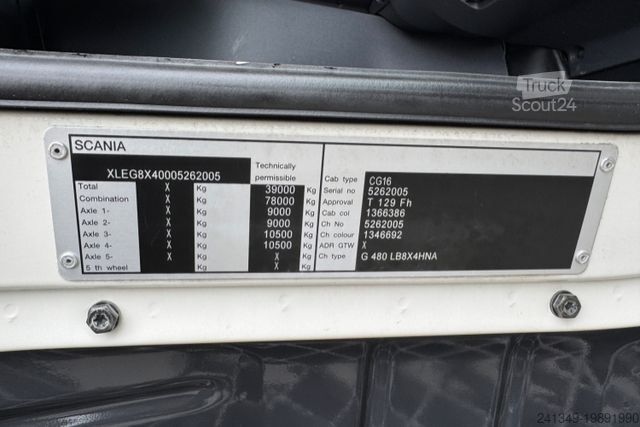 Truck
Scout24
SCANIA
XLEG8X40005262005
Technically
permissible
Total X Kg 39000 Kg
Combination X Kg 78000 Kg
Axle 1- X Kg 9000 Kg
Axle 2- X Kg 9000 Kg
Axle 3- X Kg 10500 Kg
Axle 4- X Kg 10500 Kg
Axle 5- X Kg X Kg
5 th wheel X Kg X Kg
Cab type CG16
Serial no 5262005
Approval T 129 Fh
Cab col 1366386
Ch No 5262005
Ch colour 1346692
ADR GTW X
Ch type G 480 LB8X4HNA
241349-19891990